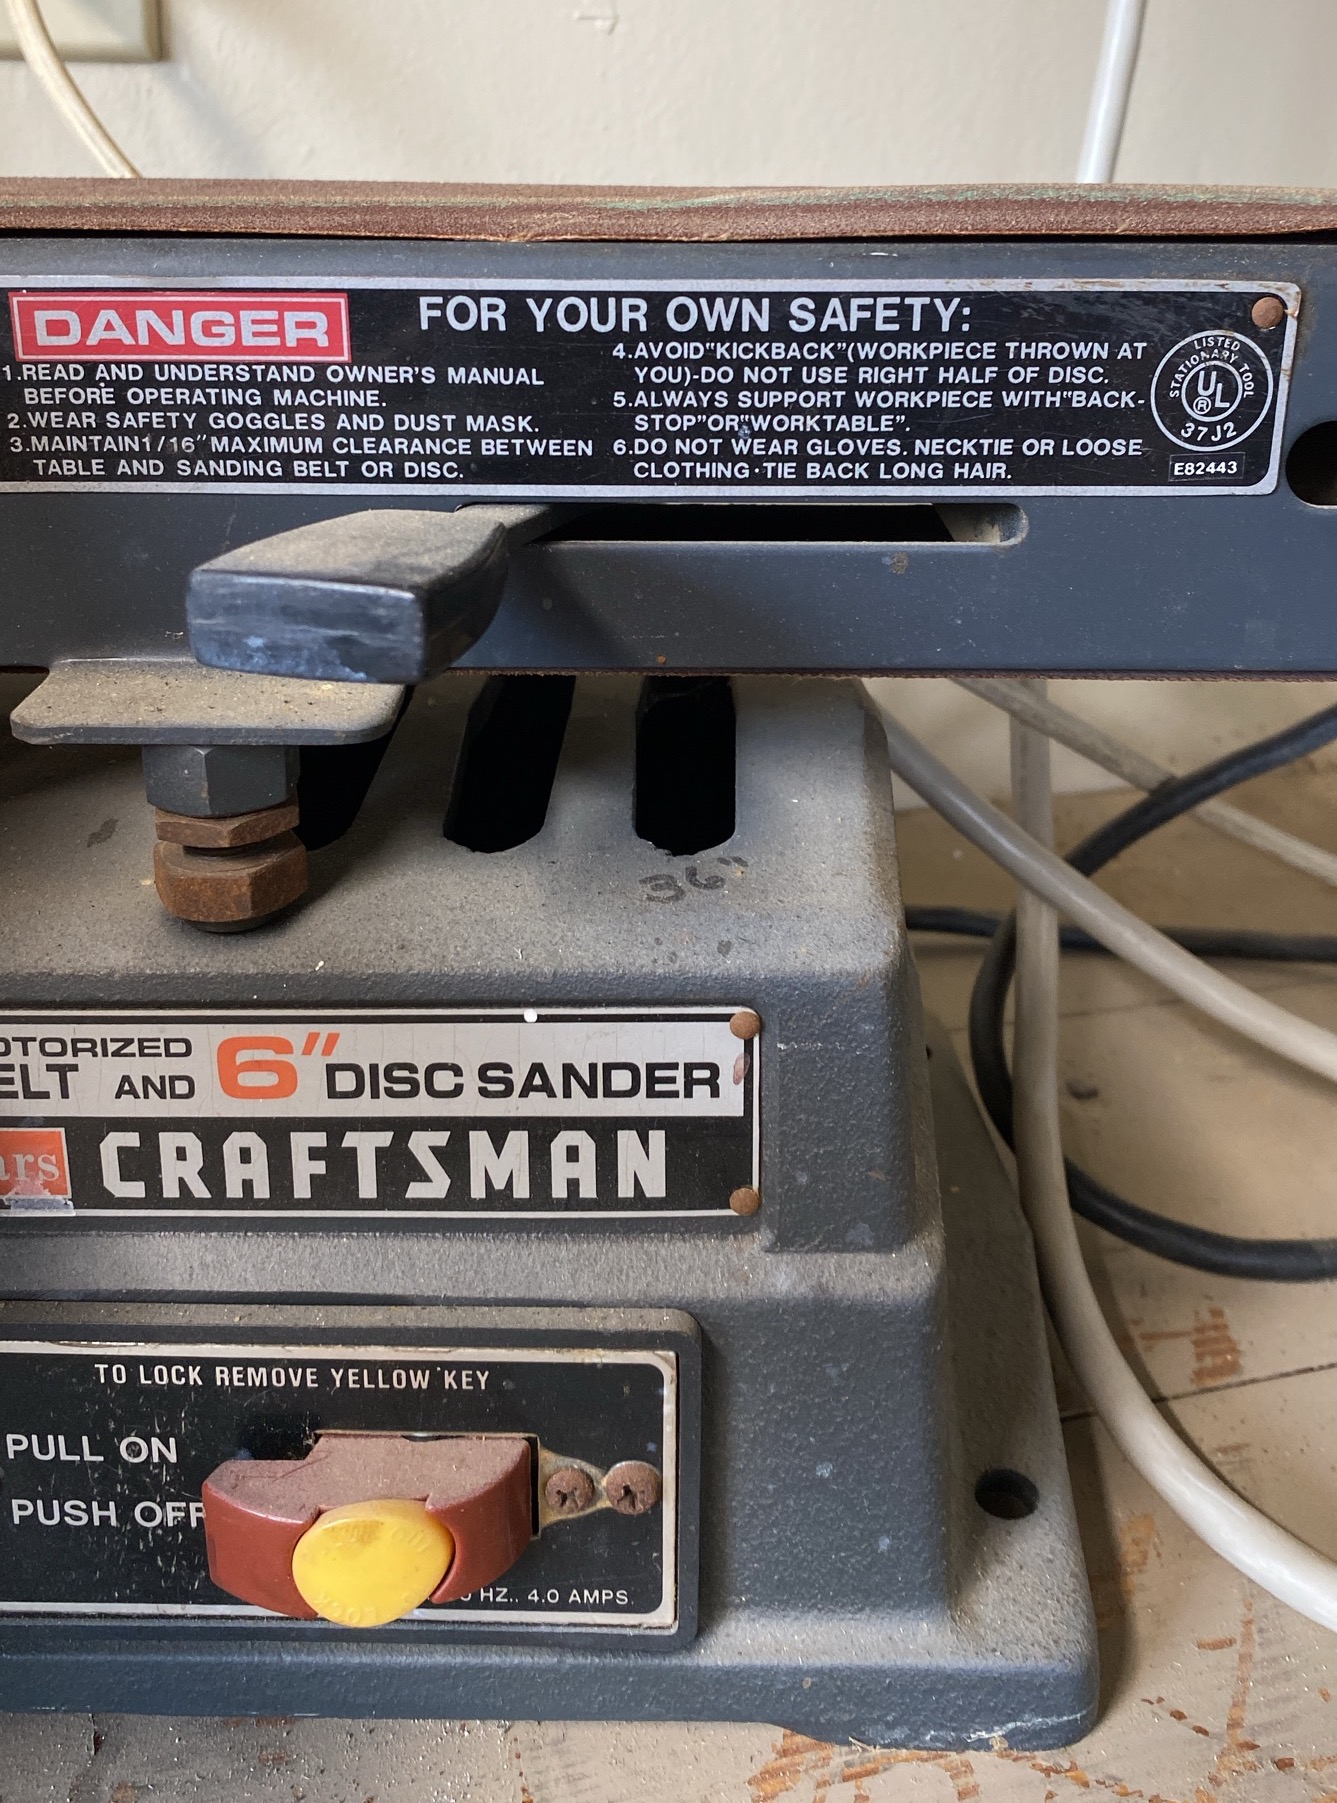 DANGER
FOR YOUR OWN SAFETY:
1.READ AND UNDERSTAND OWNER'S MANUAL
BEFORE OPERATING MACHINE.
2.WEAR SAFETY GOGGLES AND DUST MASK.
3.MAINTAIN 1/16" MAXIMUM CLEARANCE BETWEEN
TABLE AND SANDING BELT OR DISC.
4.AVOID "KICKBACK" (WORKPIECE THROWN AT
YOU)-DO NOT USE RIGHT HALF OF DISC.
5.ALWAYS SUPPORT WORKPIECE WITH "BACK-
STOP" OR "WORKTABLE".
6.DO NOT WEAR GLOVES. NECKTIE OR LOOSE
CLOTHING·TIE BACK LONG HAIR.
LISTED
STATIONARY TOOL
UL
®
37J2
E82443
36"
OTORIZED
ELT AND 6" DISC SANDER
ars CRAFTSMAN
TO LOCK REMOVE YELLOW KEY
PULL ON
PUSH OFF
HZ.. 4.0 AMPS.